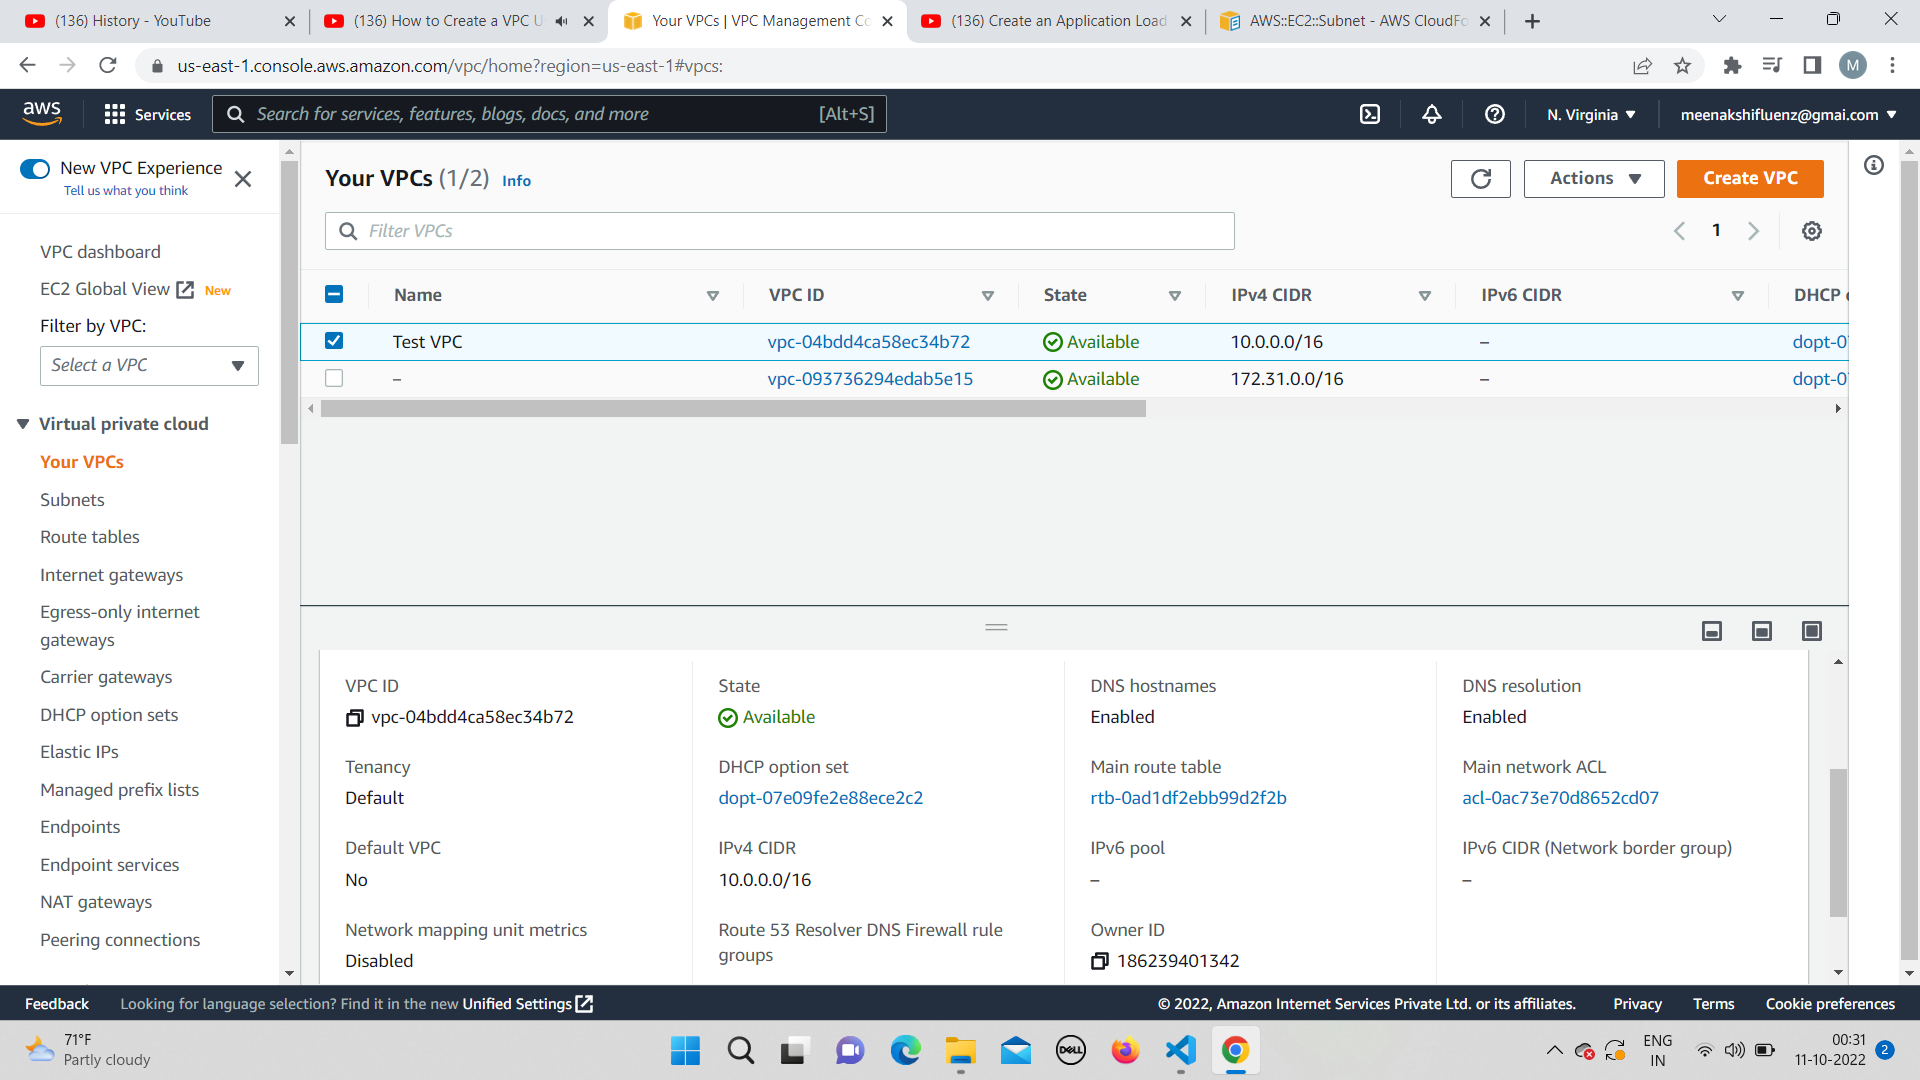 (136) History - YouTube
(136) How to Create a VPC U
Your VPCs | VPC Management Co
(136) Create an Application Load
AWS::EC2::Subnet - AWS CloudFo
us-east-1.console.aws.amazon.com/vpc/home?region=us-east-1#vpcs:
M
aws
Services
Search for services, features, blogs, docs, and more
[Alt+S]
N. Virginia
meenakshifluenz@gmai.com
New VPC Experience
Tell us what you think
VPC dashboard
EC2 Global View
New
Filter by VPC:
Select a VPC
Virtual private cloud
Your VPCs
Subnets
Route tables
Internet gateways
Egress-only internet
gateways
Carrier gateways
DHCP option sets
Elastic IPs
Managed prefix lists
Endpoints
Endpoint services
NAT gateways
Peering connections
Your VPCs (1/2) Info
Actions
Create VPC
Filter VPCs
1
Name
VPC ID
State
IPv4 CIDR
IPv6 CIDR
DHCP
Test VPC
vpc-04bdd4ca58ec34b72
Available
10.0.0.0/16
–
dopt-07
–
vpc-093736294edab5e15
Available
172.31.0.0/16
–
dopt-07
VPC ID
vpc-04bdd4ca58ec34b72
State
Available
DNS hostnames
Enabled
DNS resolution
Enabled
Tenancy
Default
DHCP option set
dopt-07e09fe2e88ece2c2
Main route table
rtb-0ad1df2ebb99d2f2b
Main network ACL
acl-0ac73e70d8652cd07
Default VPC
No
IPv4 CIDR
10.0.0.0/16
IPv6 pool
–
IPv6 CIDR (Network border group)
–
Network mapping unit metrics
Disabled
Route 53 Resolver DNS Firewall rule
groups
Owner ID
186239401342
Feedback
Looking for language selection? Find it in the new Unified Settings
© 2022, Amazon Internet Services Private Ltd. or its affiliates.
Privacy
Terms
Cookie preferences
71°F
Partly cloudy
DELL
ENG
IN
00:31
11-10-2022
2